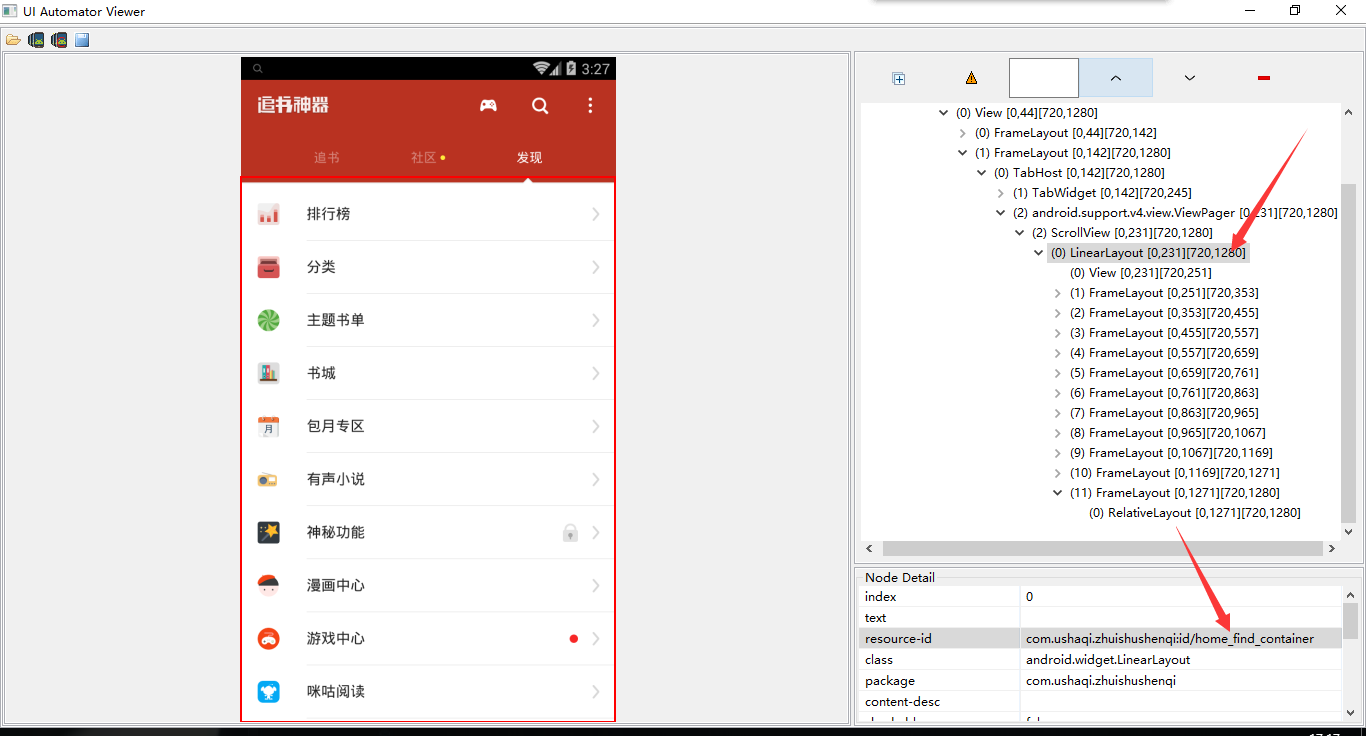 UI Automator Viewer
3:27
追书神器
追书
社区
发现
排行榜
分类
主题书单
书城
月
包月专区
有声小说
神秘功能
漫画中心
游戏中心
咪咕阅读
(0) View [0,44][720,1280]
(0) FrameLayout [0,44][720,142]
(1) FrameLayout [0,142][720,1280]
(0) TabHost [0,142][720,1280]
(1) TabWidget [0,142][720,245]
(2) android.support.v4.view.ViewPager [0,231][720,1280]
(2) ScrollView [0,231][720,1280]
(0) LinearLayout [0,231][720,1280]
(0) View [0,231][720,251]
(1) FrameLayout [0,251][720,353]
(2) FrameLayout [0,353][720,455]
(3) FrameLayout [0,455][720,557]
(4) FrameLayout [0,557][720,659]
(5) FrameLayout [0,659][720,761]
(6) FrameLayout [0,761][720,863]
(7) FrameLayout [0,863][720,965]
(8) FrameLayout [0,965][720,1067]
(9) FrameLayout [0,1067][720,1169]
(10) FrameLayout [0,1169][720,1271]
(11) FrameLayout [0,1271][720,1280]
(0) RelativeLayout [0,1271][720,1280]
Node Detail
index 0
text
resource-id com.ushaqi.zhuishushenqi:id/home_find_container
class android.widget.LinearLayout
package com.ushaqi.zhuishushenqi
content-desc